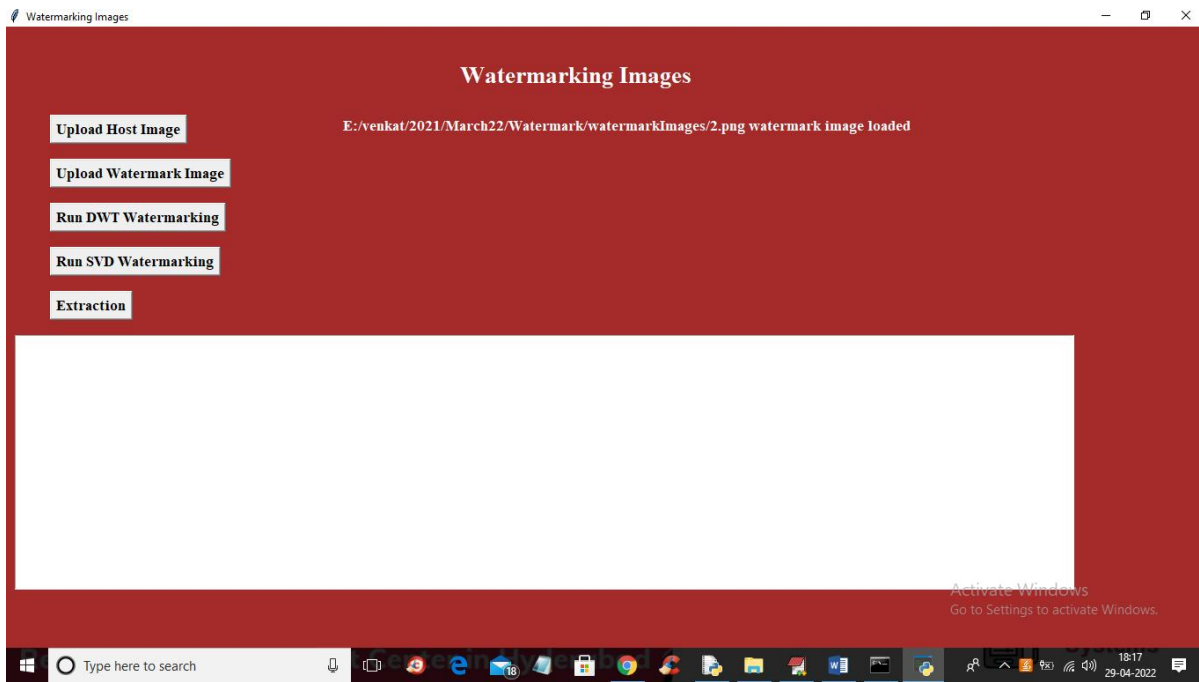 Watermarking Images
Watermarking Images
Upload Host Image
E:/venkat/2021/March22/Watermark/watermarkImages/2.png watermark image loaded
Upload Watermark Image
Run DWT Watermarking
Run SVD Watermarking
Extraction
Activate Windows
Go to Settings to activate Windows.
Type here to search
18
18:17
29-04-2022